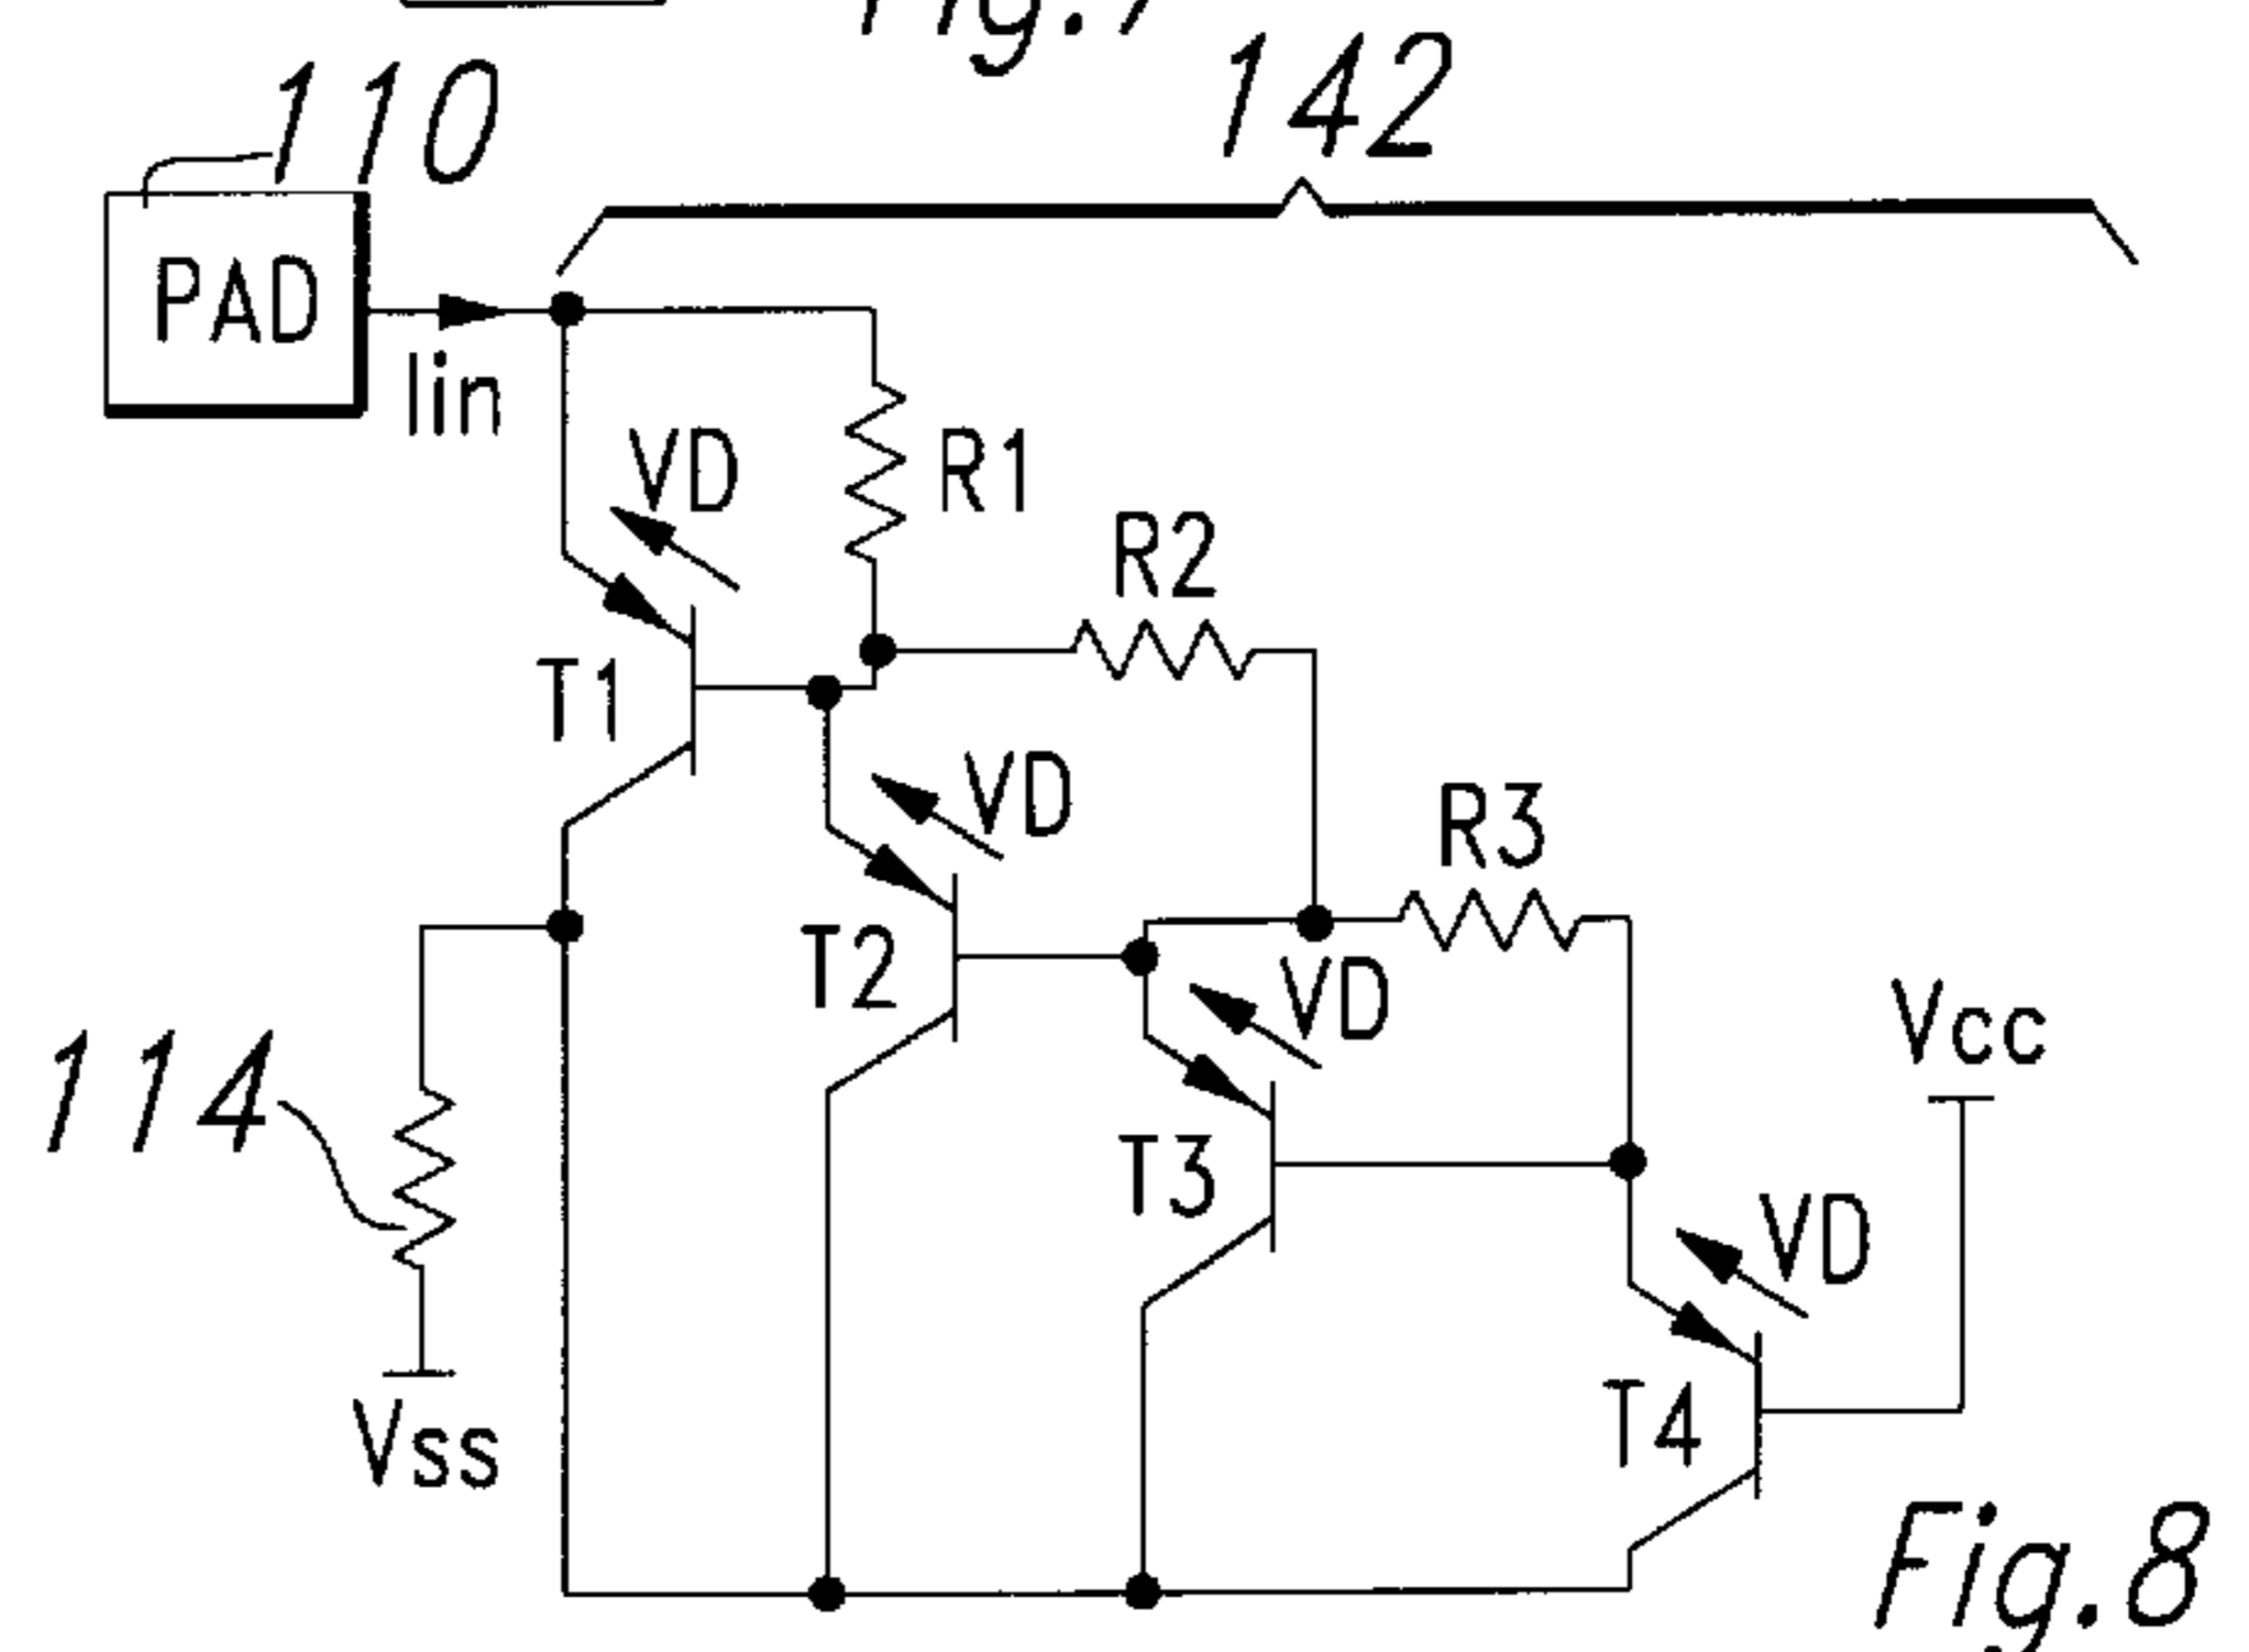 Fig.7
142
110
PAD
Iin
VD
R1
R2
T1
VD
R3
T2
VD
Vcc
114
T3
VD
Vss
T4
Fig.8